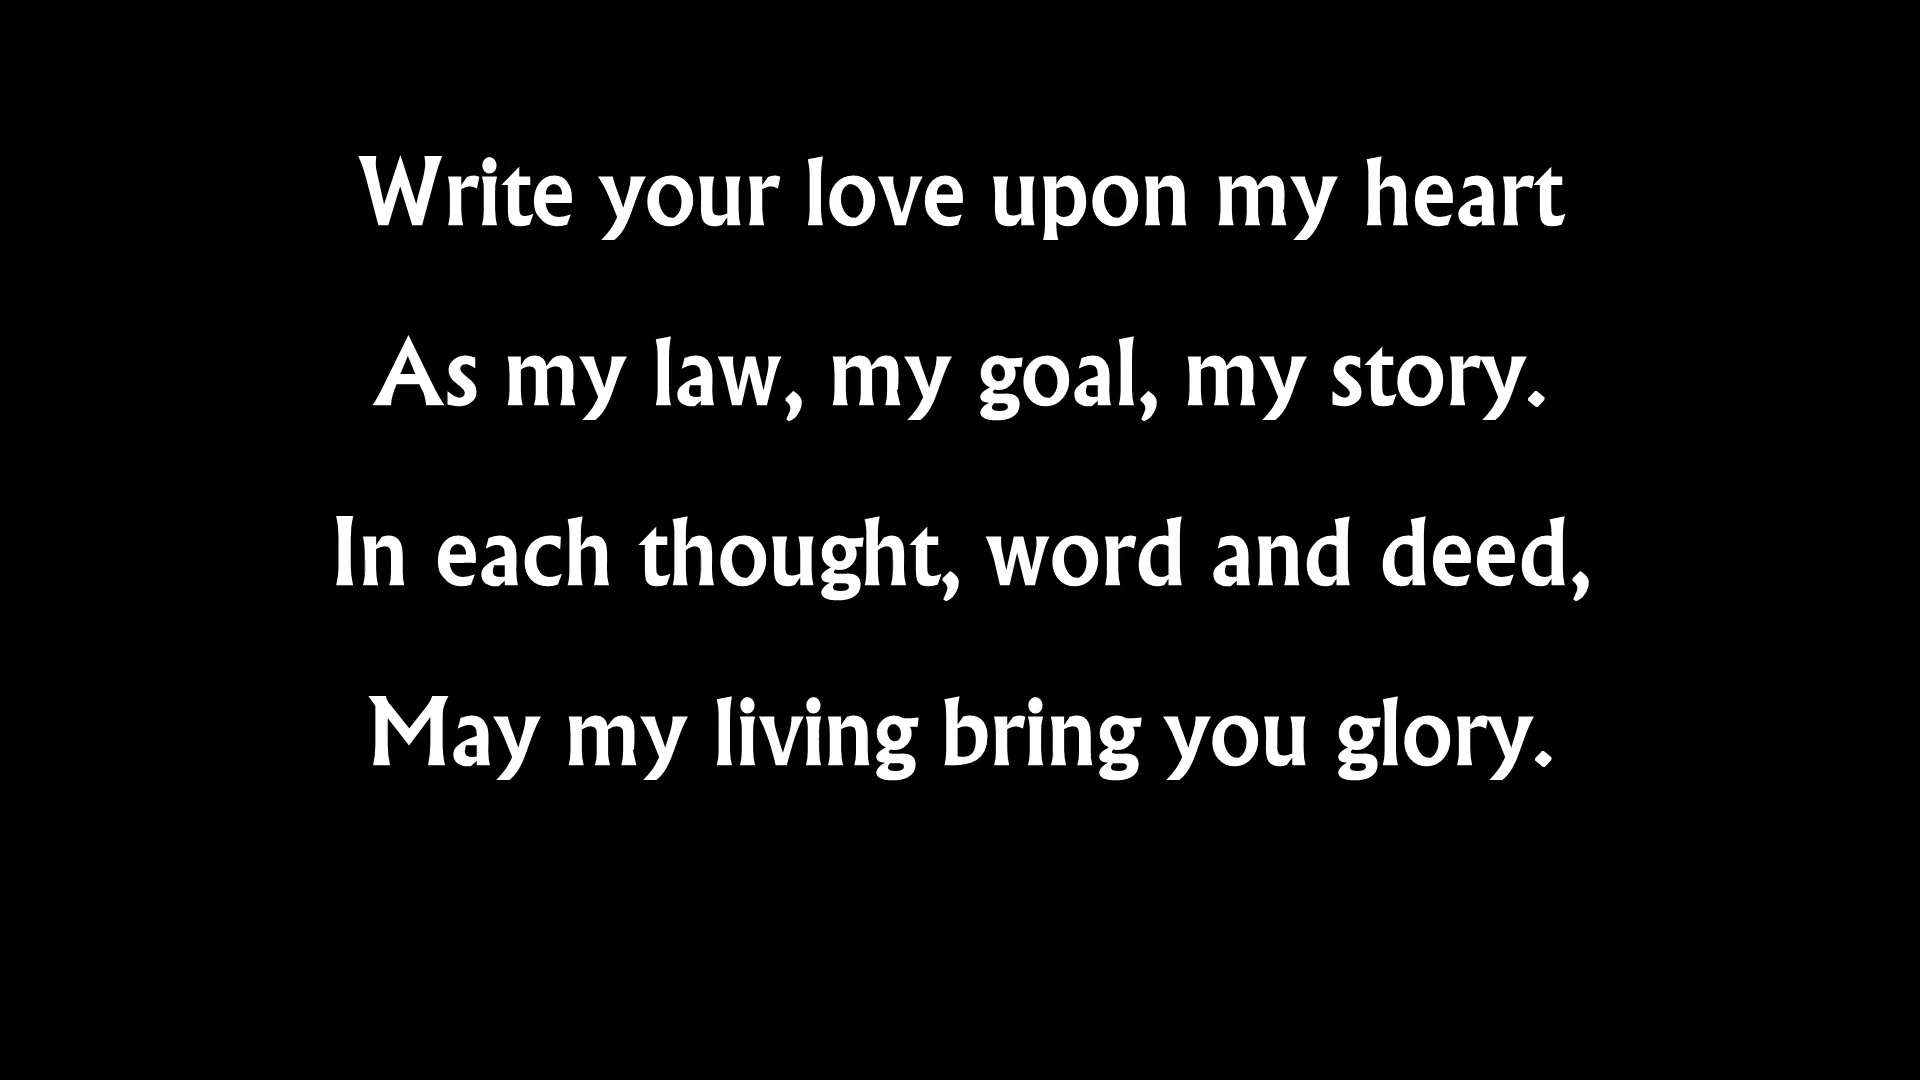 Write your love upon my heart
As my law, my goal, my story.
In each thought, word and deed,
May my living bring you glory.